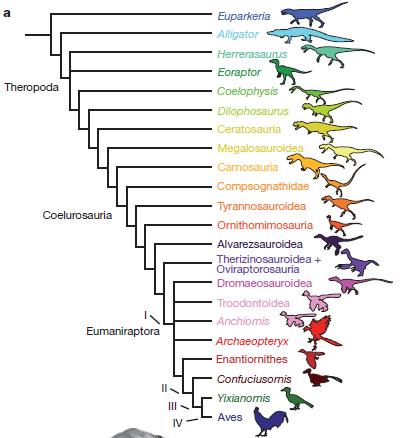 a
Euparkeria
Alligator
Herrerasaurus
Eoraptor
Theropoda
Coelophysis
Dilophosaurus
Ceratosauria
Megalosauroidea
Carnosauria
Compsognathidae
Tyrannosauroidea
Coelurosauria
Ornithomimosauria
Alvarezsauroidea
Therizinosauroidea +
Oviraptorosauria
Dromaeosauroidea
Troodontoidea
I
Anchiornis
Eumaniraptora
Archaeopteryx
Enantiornithes
Confuciusornis
II
Yixianornis
III
Aves
IV